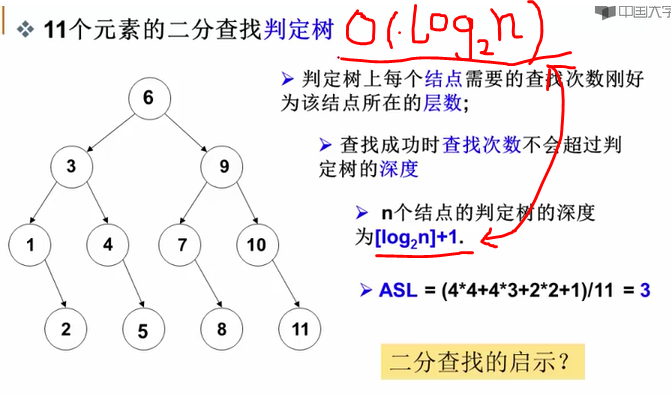 中国大学
❖ 11个元素的二分查找判定树 O(log₂n)
➢ 判定树上每个结点需要的查找次数刚好
为该结点所在的层数;
➢ 查找成功时查找次数不会超过判
定树的深度
➢ n个结点的判定树的深度
为[log₂n]+1.
➢ ASL = (4*4+4*3+2*2+1)/11 = 3
6
3 9
1 4 7 10
2 5 8 11
二分查找的启示？